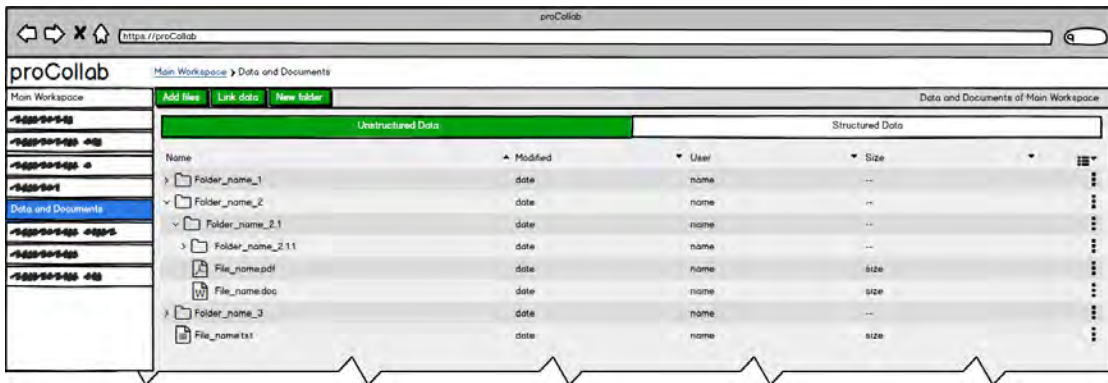 proCollab
https://proCollab
proCollab
Main Workspace > Data and Documents
Main Workspace
Data and Documents
Add files Link data New folder Data and Documents of Main Workspace
Unstructured Data Structured Data
Name Modified User Size
Folder_name_1 date name --
Folder_name_2 date name --
Folder_name_2.1 date name --
Folder_name_2.1.1 date name --
File_name.pdf date name size
W File_name.doc date name size
Folder_name_3 date name --
File_name.txt date name size